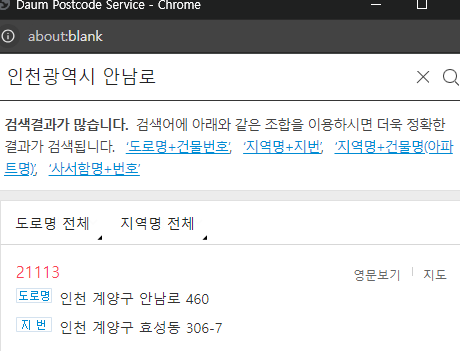 Daum Postcode Service - Chrome
about:blank
인천광역시 안남로
검색결과가 많습니다. 검색어에 아래와 같은 조합을 이용하시면 더욱 정확한
결과가 검색됩니다. '도로명+건물번호', '지역명+지번', '지역명+건물명(아파
트명)', '사서함명+번호'
도로명 전체 지역명 전체
21113 영문보기 지도
도로명 인천 계양구 안남로 460
지 번 인천 계양구 효성동 306-7